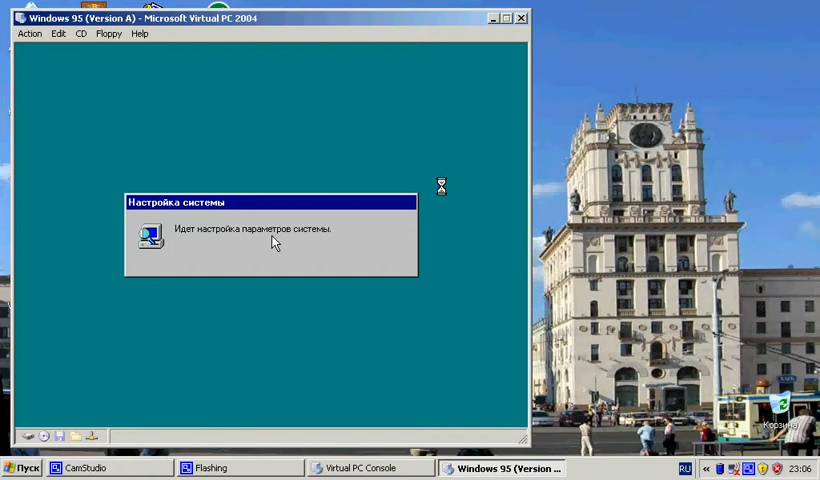 Windows 95 (Version A) - Microsoft Virtual PC 2004
Action Edit CD Floppy Help
Настройка системы
Идет настройка параметров системы.
Корзина
Пуск CamStudio Flashing Virtual PC Console Windows 95 (Version ... RU « 23:06